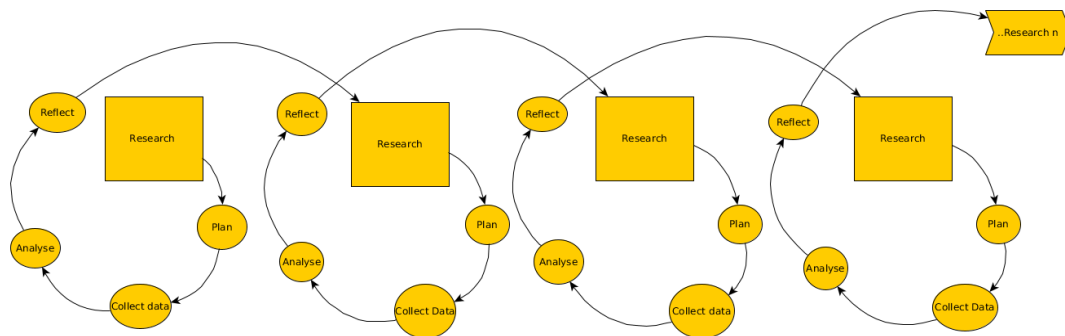 Research
Plan
Collect data
Analyse
Reflect
Research
Plan
Collect Data
Analyse
Reflect
Research
Plan
Collect data
Analyse
Reflect
Research
Plan
Collect Data
Analyse
Reflect
..Research n